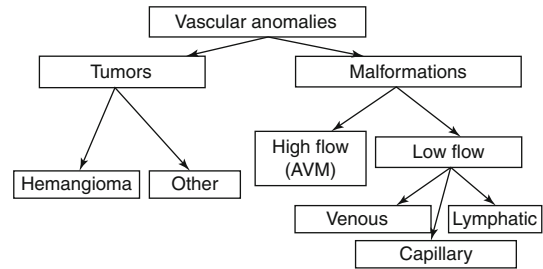 Vascular anomalies
Tumors
Malformations
High flow
(AVM)
Low flow
Hemangioma
Other
Venous
Lymphatic
Capillary